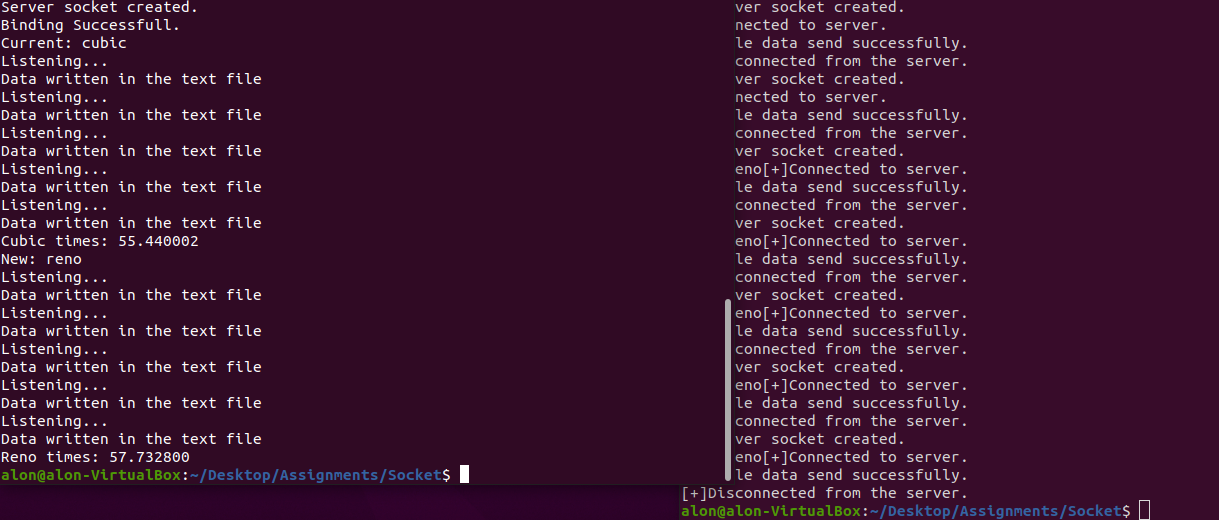 Server socket created.
Binding Successfull.
Current: cubic
Listening...
Data written in the text file
Listening...
Data written in the text file
Listening...
Data written in the text file
Listening...
Data written in the text file
Listening...
Data written in the text file
Cubic times: 55.440002
New: reno
Listening...
Data written in the text file
Listening...
Data written in the text file
Listening...
Data written in the text file
Listening...
Data written in the text file
Listening...
Data written in the text file
Reno times: 57.732800
alon@alon-VirtualBox:~/Desktop/Assignments/Socket$
ver socket created.
nected to server.
le data send successfully.
connected from the server.
ver socket created.
nected to server.
le data send successfully.
connected from the server.
ver socket created.
eno[+]Connected to server.
le data send successfully.
connected from the server.
ver socket created.
eno[+]Connected to server.
le data send successfully.
connected from the server.
ver socket created.
eno[+]Connected to server.
le data send successfully.
connected from the server.
ver socket created.
eno[+]Connected to server.
le data send successfully.
connected from the server.
ver socket created.
eno[+]Connected to server.
le data send successfully.
[+]Disconnected from the server.
alon@alon-VirtualBox:~/Desktop/Assignments/Socket$